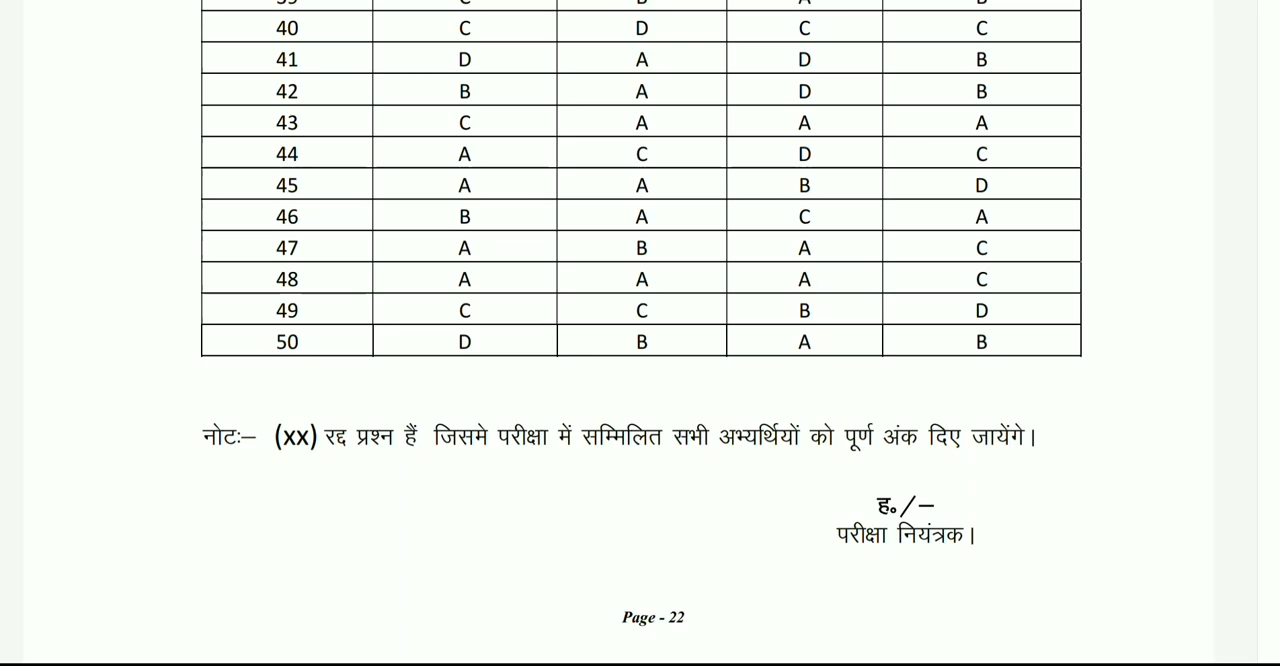 40 C D C C
41 D A D B
42 B A D B
43 C A A A
44 A C D C
45 A A B D
46 B A C A
47 A B A C
48 A A A C
49 C C B D
50 D B A B
नोटः– (xx) रद्द प्रश्न हैं जिसमे परीक्षा में सम्मिलित सभी अभ्यर्थियों को पूर्ण अंक दिए जायेंगे।
ह०/–
परीक्षा नियंत्रक।
Page - 22